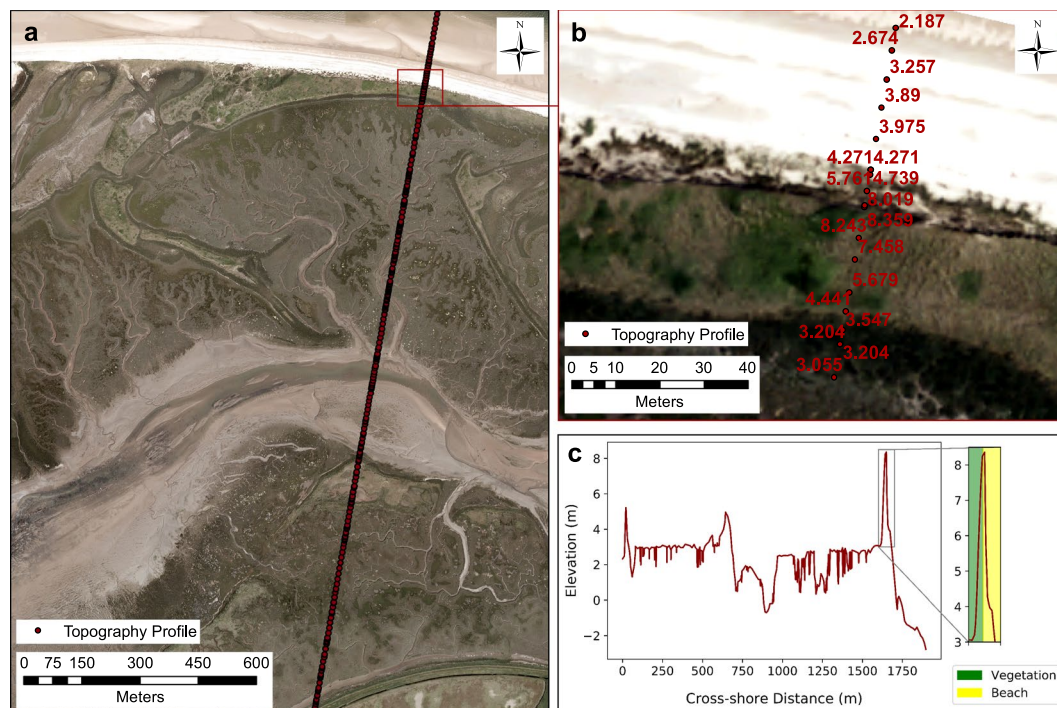 a
N
Topography Profile
0 75 150 300 450 600
Meters
b
N
2.187
2.674
3.257
3.89
3.975
4.2714.271
5.7614.739
8.019
8.359
8.243
7.458
5.679
4.441
3.547
3.204
3.204
3.055
Topography Profile
0 5 10 20 30 40
Meters
c
Elevation (m)
8
6
4
2
0
−2
0 250 500 750 1000 1250 1500 1750
Cross-shore Distance (m)
8
7
6
5
4
3
Vegetation
Beach